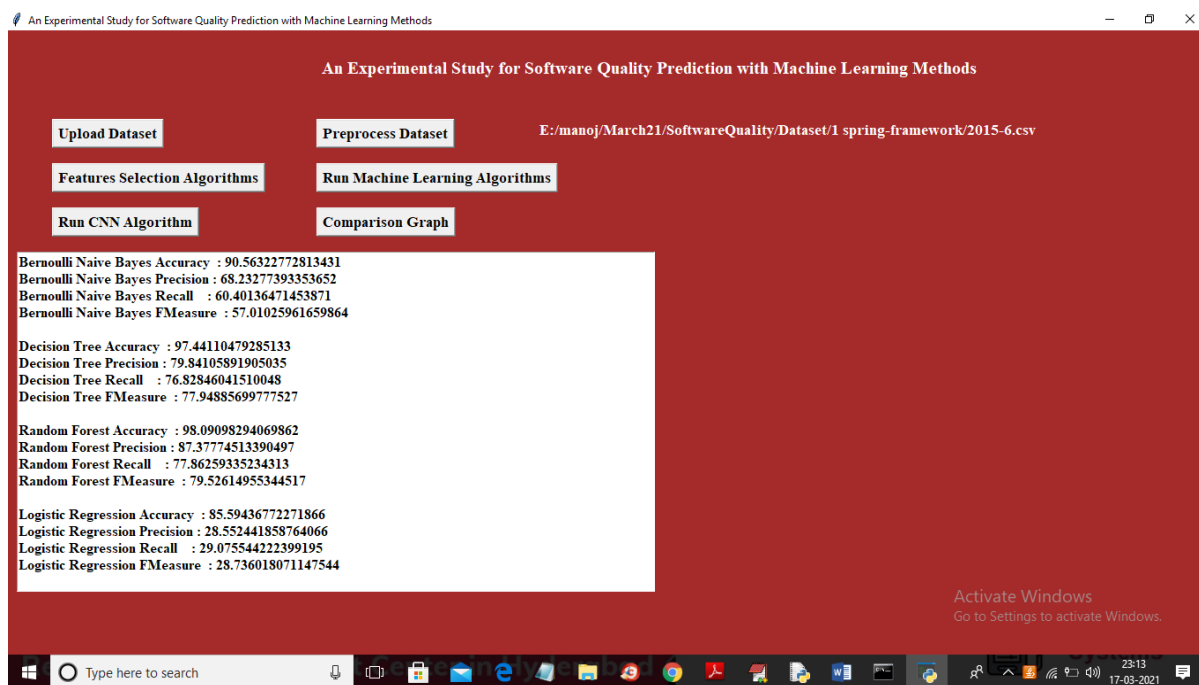 An Experimental Study for Software Quality Prediction with Machine Learning Methods
An Experimental Study for Software Quality Prediction with Machine Learning Methods
Upload Dataset
Preprocess Dataset
E:/manoj/March21/SoftwareQuality/Dataset/1 spring-framework/2015-6.csv
Features Selection Algorithms
Run Machine Learning Algorithms
Run CNN Algorithm
Comparison Graph
Bernoulli Naive Bayes Accuracy : 90.56322772813431
Bernoulli Naive Bayes Precision : 68.23277393353652
Bernoulli Naive Bayes Recall : 60.40136471453871
Bernoulli Naive Bayes FMeasure : 57.01025961659864
Decision Tree Accuracy : 97.44110479285133
Decision Tree Precision : 79.84105891905035
Decision Tree Recall : 76.82846041510048
Decision Tree FMeasure : 77.94885699777527
Random Forest Accuracy : 98.09098294069862
Random Forest Precision : 87.37774513390497
Random Forest Recall : 77.86259335234313
Random Forest FMeasure : 79.52614955344517
Logistic Regression Accuracy : 85.59436772271866
Logistic Regression Precision : 28.552441858764066
Logistic Regression Recall : 29.075544222399195
Logistic Regression FMeasure : 28.736018071147544
Activate Windows
Go to Settings to activate Windows.
Type here to search
23:13
17-03-2021